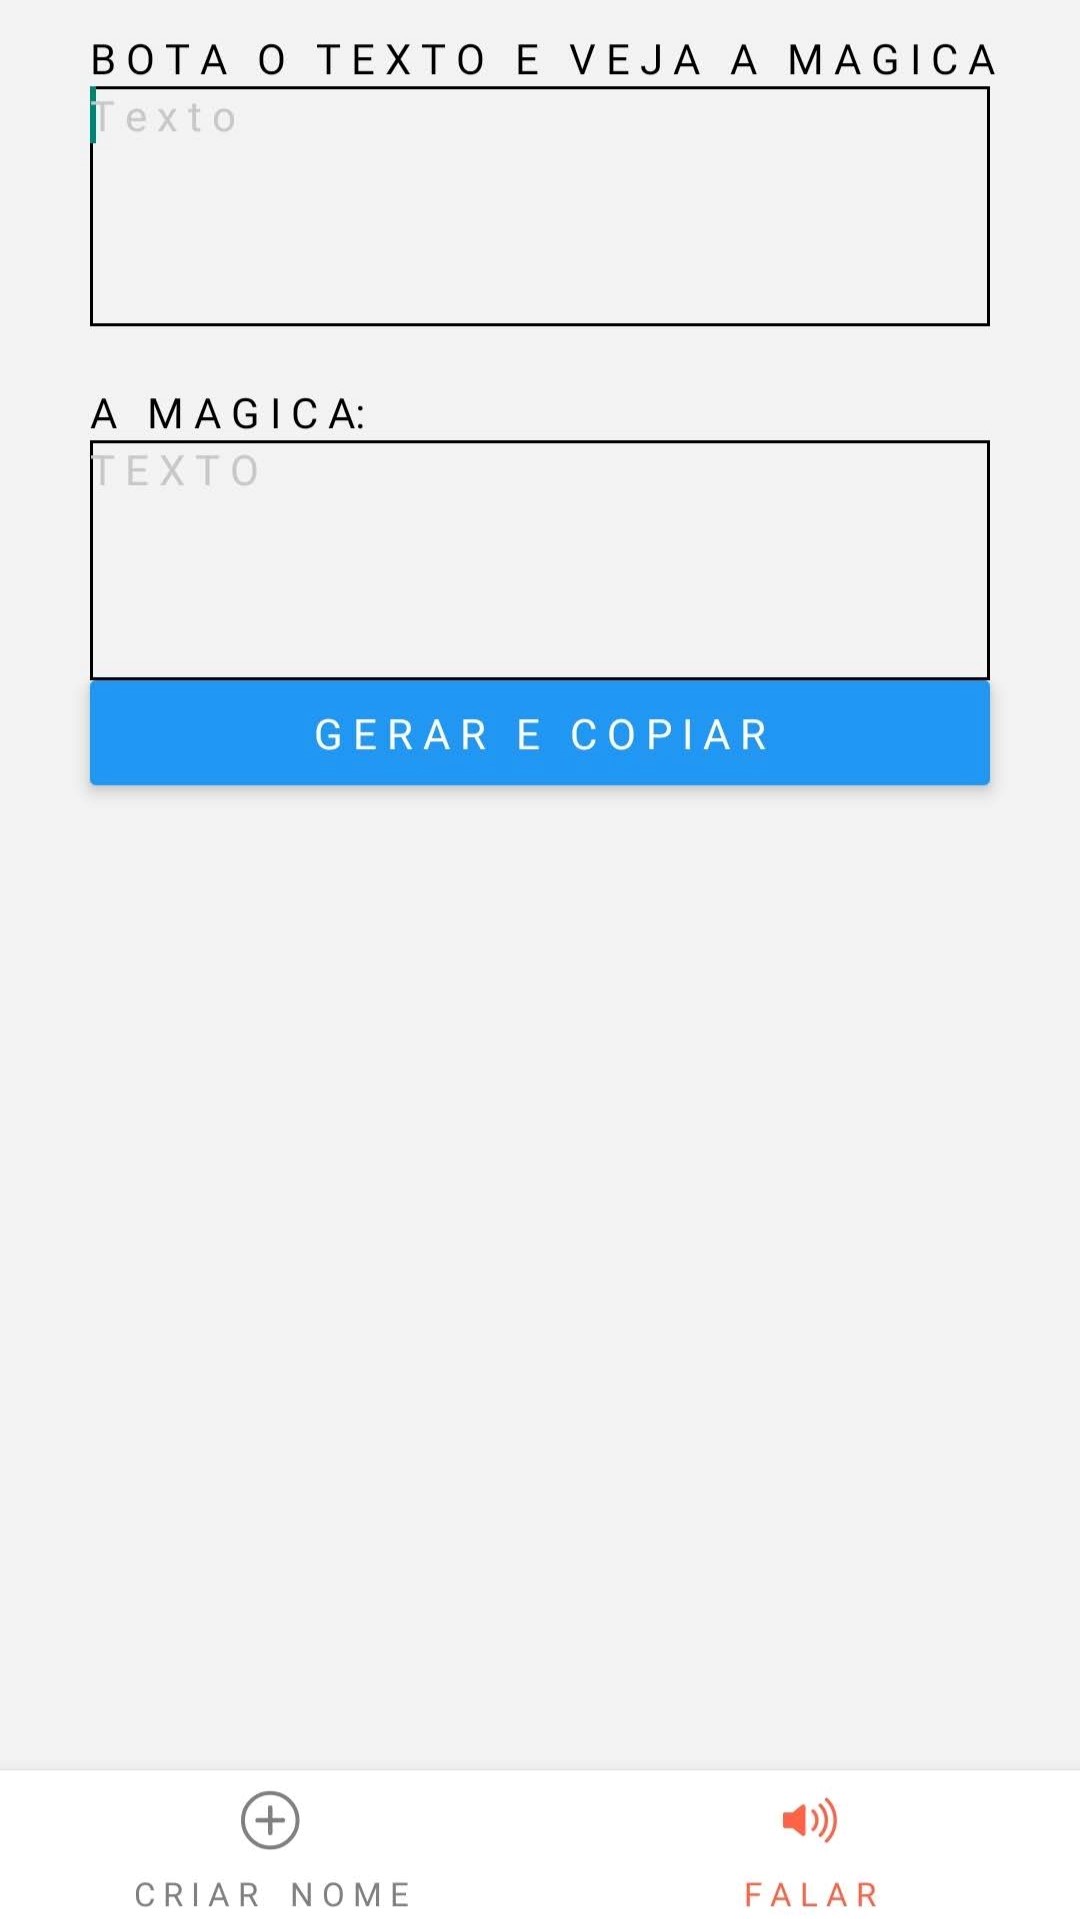 BOTA O TEXTO E VEJA A MAGICA
Texto
A MAGICA:
TEXTO
GERAR E COPIAR
CRIAR NOME
FALAR